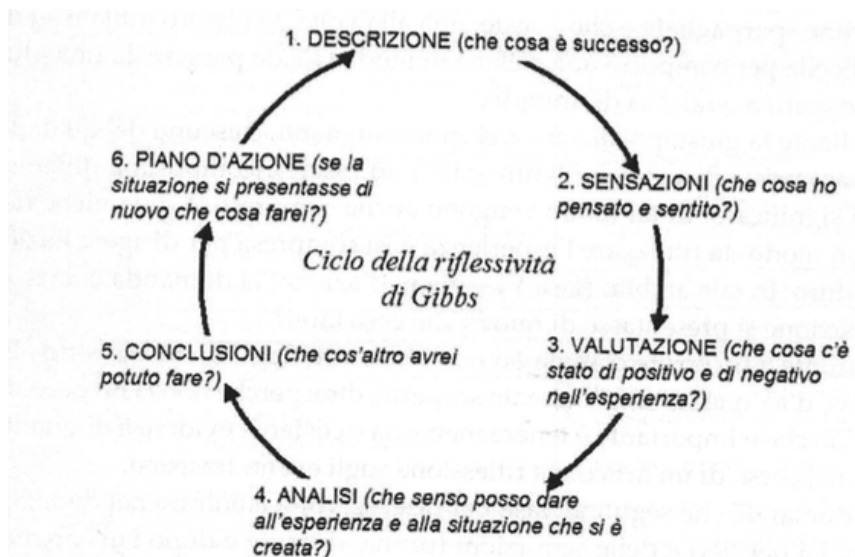 1. DESCRIZIONE (che cosa è successo?)
2. SENSAZIONI (che cosa ho
pensato e sentito?)
3. VALUTAZIONE (che cosa c'è
stato di positivo e di negativo
nell'esperienza?)
4. ANALISI (che senso posso dare
all'esperienza e alla situazione che si è
creata?)
5. CONCLUSIONI (che cos'altro avrei
potuto fare?)
6. PIANO D'AZIONE (se la
situazione si presentasse di
nuovo che cosa farei?)
Ciclo della riflessività
di Gibbs